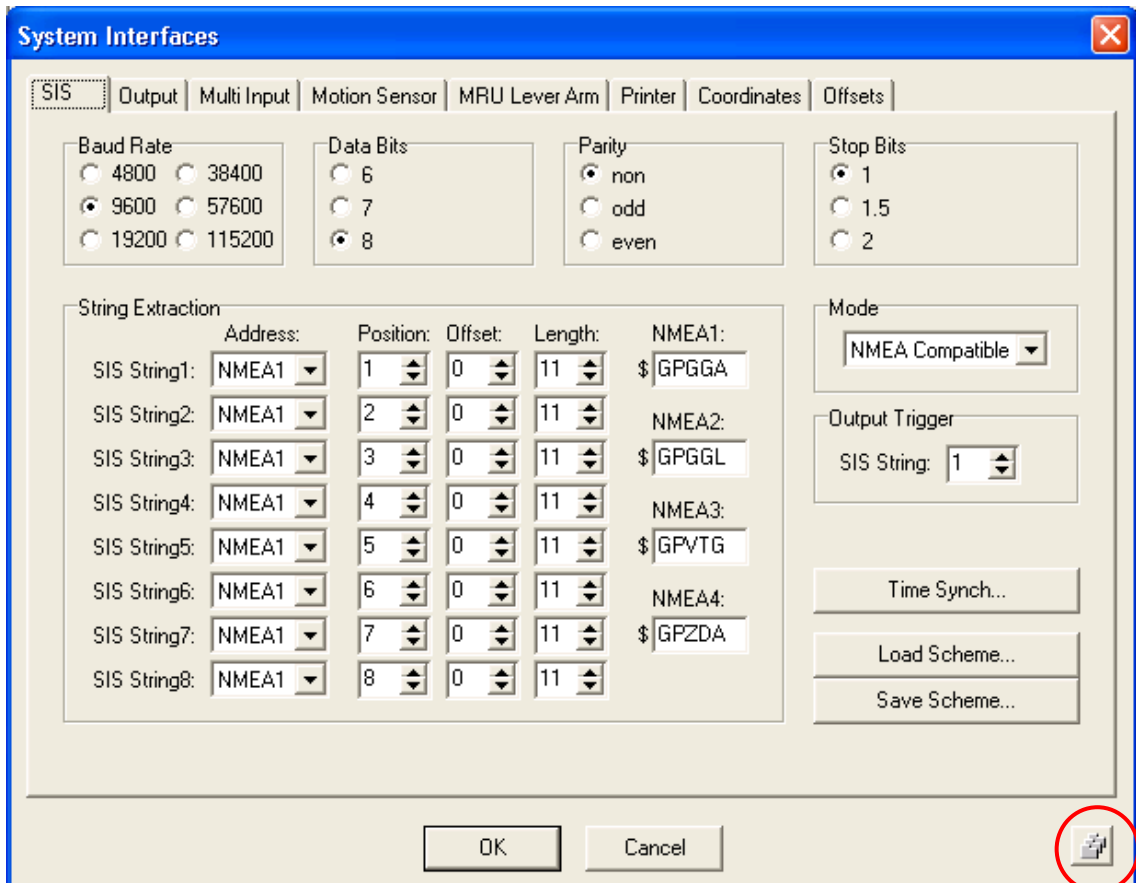 System Interfaces
SIS Output Multi Input Motion Sensor MRU Lever Arm Printer Coordinates Offsets
Baud Rate
4800 38400
9600 57600
19200 115200
Data Bits
6
7
8
Parity
non
odd
even
Stop Bits
1
1.5
2
String Extraction
Address: Position: Offset: Length:
SIS String1: NMEA1 1 0 11
SIS String2: NMEA1 2 0 11
SIS String3: NMEA1 3 0 11
SIS String4: NMEA1 4 0 11
SIS String5: NMEA1 5 0 11
SIS String6: NMEA1 6 0 11
SIS String7: NMEA1 7 0 11
SIS String8: NMEA1 8 0 11
NMEA1:
$ GPGGA
NMEA2:
$ GPGGL
NMEA3:
$ GPVTG
NMEA4:
$ GPZDA
Mode
NMEA Compatible
Output Trigger
SIS String: 1
Time Synch...
Load Scheme...
Save Scheme...
OK Cancel